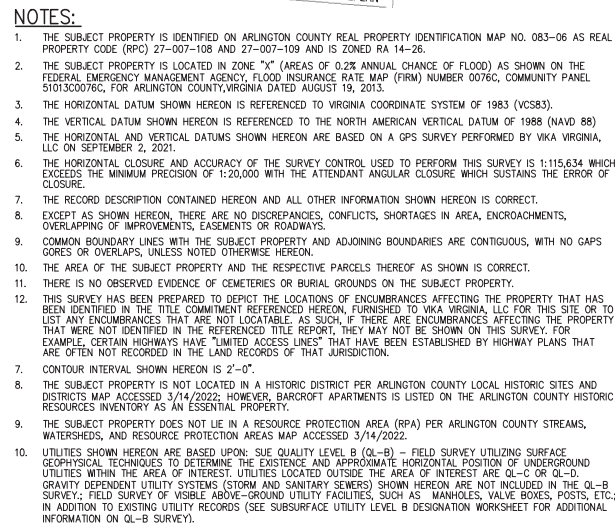 NOTES:
1. THE SUBJECT PROPERTY IS IDENTIFIED ON ARLINGTON COUNTY REAL PROPERTY IDENTIFICATION MAP NO. 083-06 AS REAL
PROPERTY CODE (RPC) 27-007-108 AND 27-007-109 AND IS ZONED RA 14-26.
2. THE SUBJECT PROPERTY IS LOCATED IN ZONE "X" (AREAS OF 0.2% ANNUAL CHANCE OF FLOOD) AS SHOWN ON THE
FEDERAL EMERGENCY MANAGEMENT AGENCY, FLOOD INSURANCE RATE MAP (FIRM) NUMBER 0076C, COMMUNITY PANEL
51013C0076C, FOR ARLINGTON COUNTY,VIRGINIA DATED AUGUST 19, 2013.
3. THE HORIZONTAL DATUM SHOWN HEREON IS REFERENCED TO VIRGINIA COORDINATE SYSTEM OF 1983 (VCS83).
4. THE VERTICAL DATUM SHOWN HEREON IS REFERENCED TO THE NORTH AMERICAN VERTICAL DATUM OF 1988 (NAVD 88)
5. THE HORIZONTAL AND VERTICAL DATUMS SHOWN HEREON ARE BASED ON A GPS SURVEY PERFORMED BY VIKA VIRGINIA,
LLC ON SEPTEMBER 2, 2021.
6. THE HORIZONTAL CLOSURE AND ACCURACY OF THE SURVEY CONTROL USED TO PERFORM THIS SURVEY IS 1:115,634 WHICH
EXCEEDS THE MINIMUM PRECISION OF 1:20,000 WITH THE ATTENDANT ANGULAR CLOSURE WHICH SUSTAINS THE ERROR OF
CLOSURE.
7. THE RECORD DESCRIPTION CONTAINED HEREON AND ALL OTHER INFORMATION SHOWN HEREON IS CORRECT.
8. EXCEPT AS SHOWN HEREON, THERE ARE NO DISCREPANCIES, CONFLICTS, SHORTAGES IN AREA, ENCROACHMENTS,
OVERLAPPING OF IMPROVEMENTS, EASEMENTS OR ROADWAYS.
9. COMMON BOUNDARY LINES WITH THE SUBJECT PROPERTY AND ADJOINING BOUNDARIES ARE CONTIGUOUS, WITH NO GAPS
GORES OR OVERLAPS, UNLESS NOTED OTHERWISE HEREON.
10. THE AREA OF THE SUBJECT PROPERTY AND THE RESPECTIVE PARCELS THEREOF AS SHOWN IS CORRECT.
11. THERE IS NO OBSERVED EVIDENCE OF CEMETERIES OR BURIAL GROUNDS ON THE SUBJECT PROPERTY.
12. THIS SURVEY HAS BEEN PREPARED TO DEPICT THE LOCATIONS OF ENCUMBRANCES AFFECTING THE PROPERTY THAT HAS
BEEN IDENTIFIED IN THE TITLE COMMITMENT REFERENCED HEREON, FURNISHED TO VIKA VIRGINIA, LLC FOR THIS SITE OR TO
LIST ANY ENCUMBRANCES THAT ARE NOT LOCATABLE. AS SUCH, IF THERE ARE ENCUMBRANCES AFFECTING THE PROPERTY
THAT WERE NOT IDENTIFIED IN THE REFERENCED TITLE REPORT, THEY MAY NOT BE SHOWN ON THIS SURVEY. FOR
EXAMPLE, CERTAIN HIGHWAYS HAVE "LIMITED ACCESS LINES" THAT HAVE BEEN ESTABLISHED BY HIGHWAY PLANS THAT
ARE OFTEN NOT RECORDED IN THE LAND RECORDS OF THAT JURISDICTION.
7. CONTOUR INTERVAL SHOWN HEREON IS 2'-0".
8. THE SUBJECT PROPERTY IS NOT LOCATED IN A HISTORIC DISTRICT PER ARLINGTON COUNTY LOCAL HISTORIC SITES AND
DISTRICTS MAP ACCESSED 3/14/2022; HOWEVER, BARCROFT APARTMENTS IS LISTED ON THE ARLINGTON COUNTY HISTORIC
RESOURCES INVENTORY AS AN ESSENTIAL PROPERTY.
9. THE SUBJECT PROPERTY DOES NOT LIE IN A RESOURCE PROTECTION AREA (RPA) PER ARLINGTON COUNTY STREAMS,
WATERSHEDS, AND RESOURCE PROTECTION AREAS MAP ACCESSED 3/14/2022.
10. UTILITIES SHOWN HEREON ARE BASED UPON: SUE QUALITY LEVEL B (QL-B) - FIELD SURVEY UTILIZING SURFACE
GEOPHYSICAL TECHNIQUES TO DETERMINE THE EXISTENCE AND APPROXIMATE HORIZONTAL POSITION OF UNDERGROUND
UTILITIES WITHIN THE AREA OF INTEREST. UTILITIES LOCATED OUTSIDE THE AREA OF INTEREST ARE QL-C OR QL-D.
GRAVITY DEPENDENT UTILITY SYSTEMS (STORM AND SANITARY SEWERS) SHOWN HEREON ARE NOT INCLUDED IN THE QL-B
SURVEY.; FIELD SURVEY OF VISIBLE ABOVE-GROUND UTILITY FACILITIES, SUCH AS MANHOLES, VALVE BOXES, POSTS, ETC.;
IN ADDITION TO EXISTING UTILITY RECORDS (SEE SUBSURFACE UTILITY LEVEL B DESIGNATION WORKSHEET FOR ADDITIONAL
INFORMATION ON QL-B SURVEY).